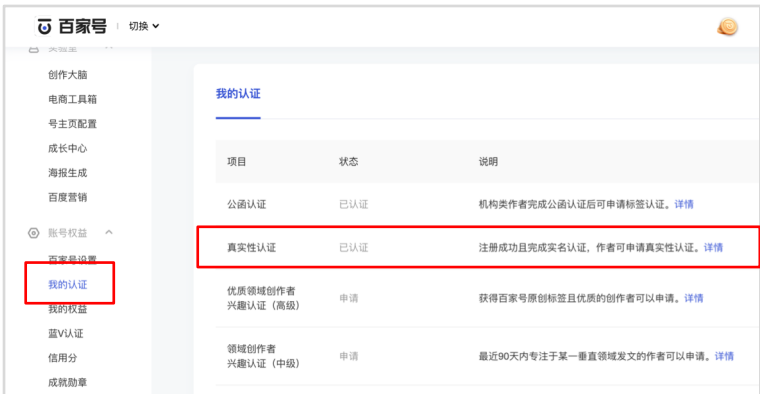 百家号 切换
实验室
创作大脑
电商工具箱
号主页配置
成长中心
海报生成
百度营销
账号权益
百家号设置
我的认证
我的权益
蓝V认证
信用分
成就勋章
我的认证
项目 状态 说明
公函认证 已认证 机构类作者完成公函认证后可申请标签认证。详情
真实性认证 已认证 注册成功且完成实名认证，作者可申请真实性认证。详情
优质领域创作者
兴趣认证（高级） 申请 获得百家号原创标签且优质的创作者可以申请。详情
领域创作者
兴趣认证（中级） 申请 最近90天内专注于某一垂直领域发文的作者可以申请。详情